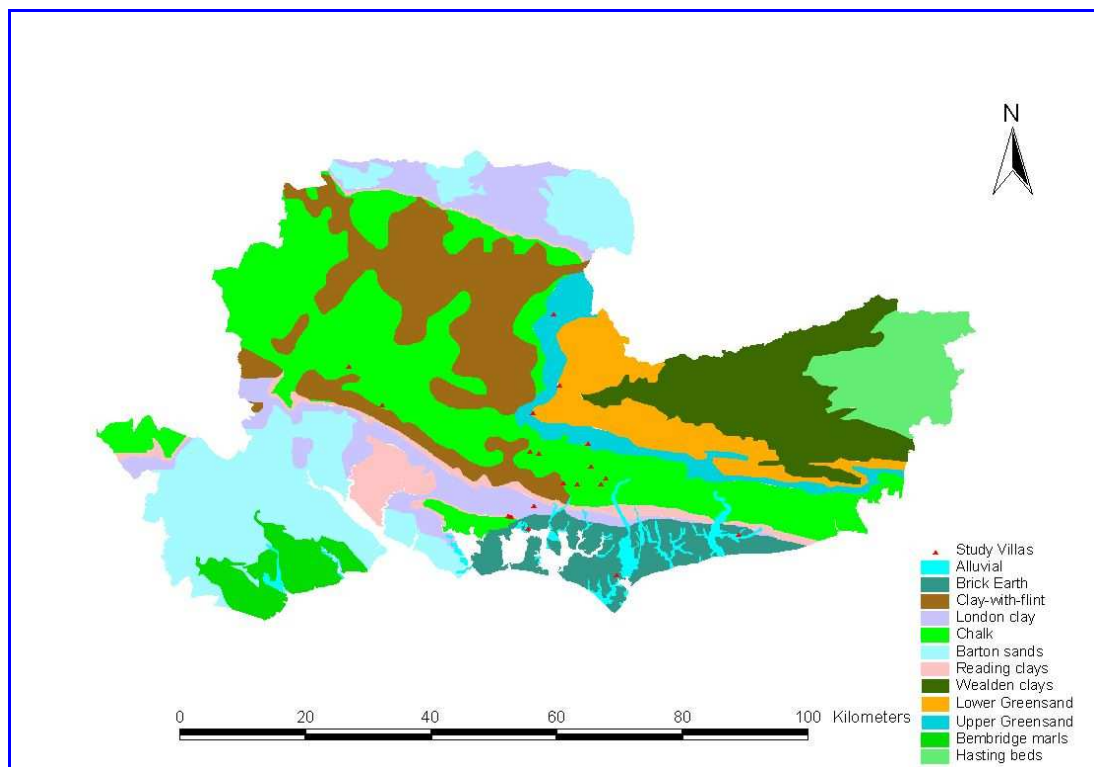 N
Study Villas
Alluvial
Brick Earth
Clay-with-flint
London clay
Chalk
Barton sands
Reading clays
Wealden clays
Lower Greensand
Upper Greensand
Bembridge marls
Hasting beds
0 20 40 60 80 100 Kilometers